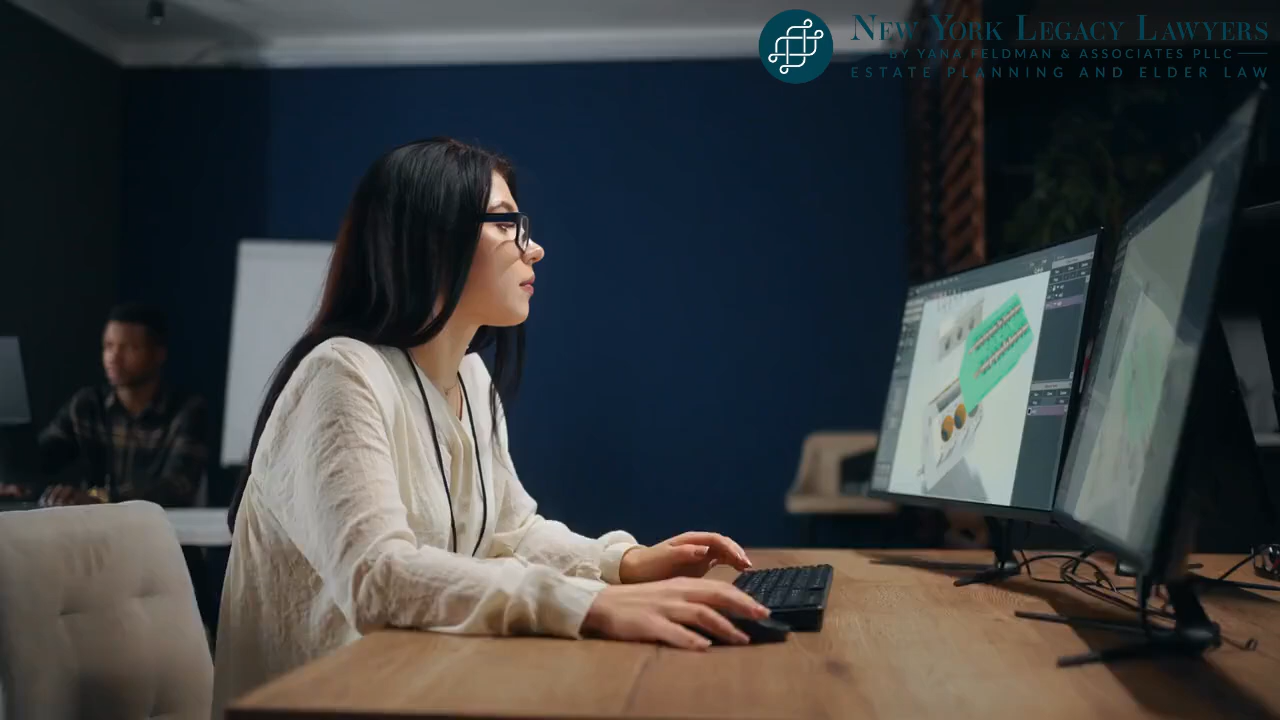 New York Legacy Lawyers
BY YANA FELDMAN & ASSOCIATES PLLC
ESTATE PLANNING AND ELDER LAW